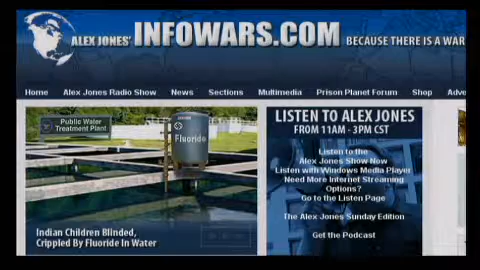 ALEX JONES' INFOWARS.COM BECAUSE THERE IS A WAR
Home Alex Jones Radio Show News Sections Multimedia Prison Planet Forum Shop Adve
Public Water
Treatment Plant
Fluoride
Indian Children Blinded,
Crippled By Fluoride In Water
LISTEN TO ALEX JONES
FROM 11AM - 3PM CST
Listen to the
Alex Jones Show Now
Listen with Windows Media Player
Need More Internet Streaming
Options?
Go to the Listen Page
The Alex Jones Sunday Edition
Get the Podcast